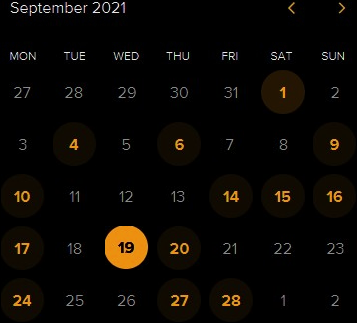 September 2021
MON TUE WED THU FRI SAT SUN
27 28 29 30 31 1 2
3 4 5 6 7 8 9
10 11 12 13 14 15 16
17 18 19 20 21 22 23
24 25 26 27 28 1 2